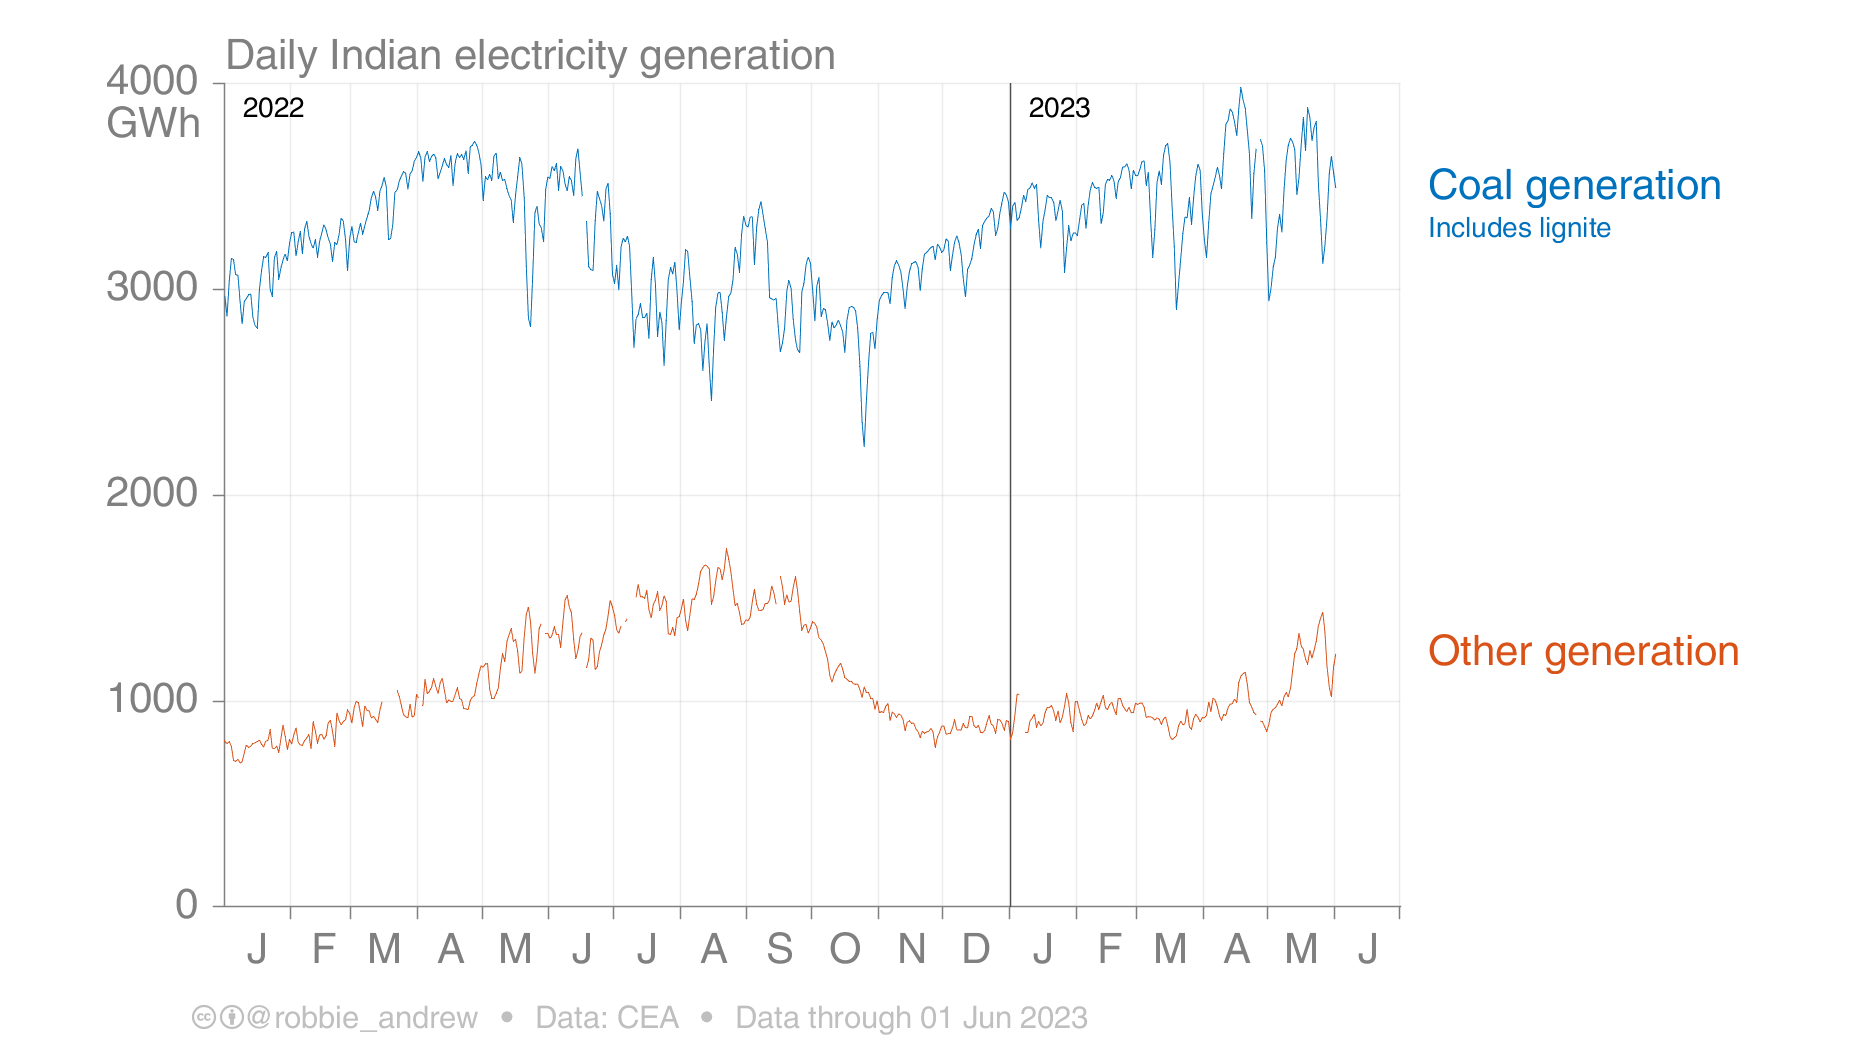 Daily Indian electricity generation
4000
GWh
2022
2023
Coal generation
Includes lignite
3000
2000
Other generation
1000
0
J F M A M J J A S O N D J F M A M J
cc @robbie_andrew • Data: CEA • Data through 01 Jun 2023